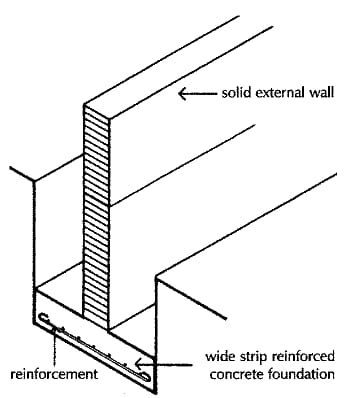 solid external wall
wide strip reinforced
concrete foundation
reinforcement